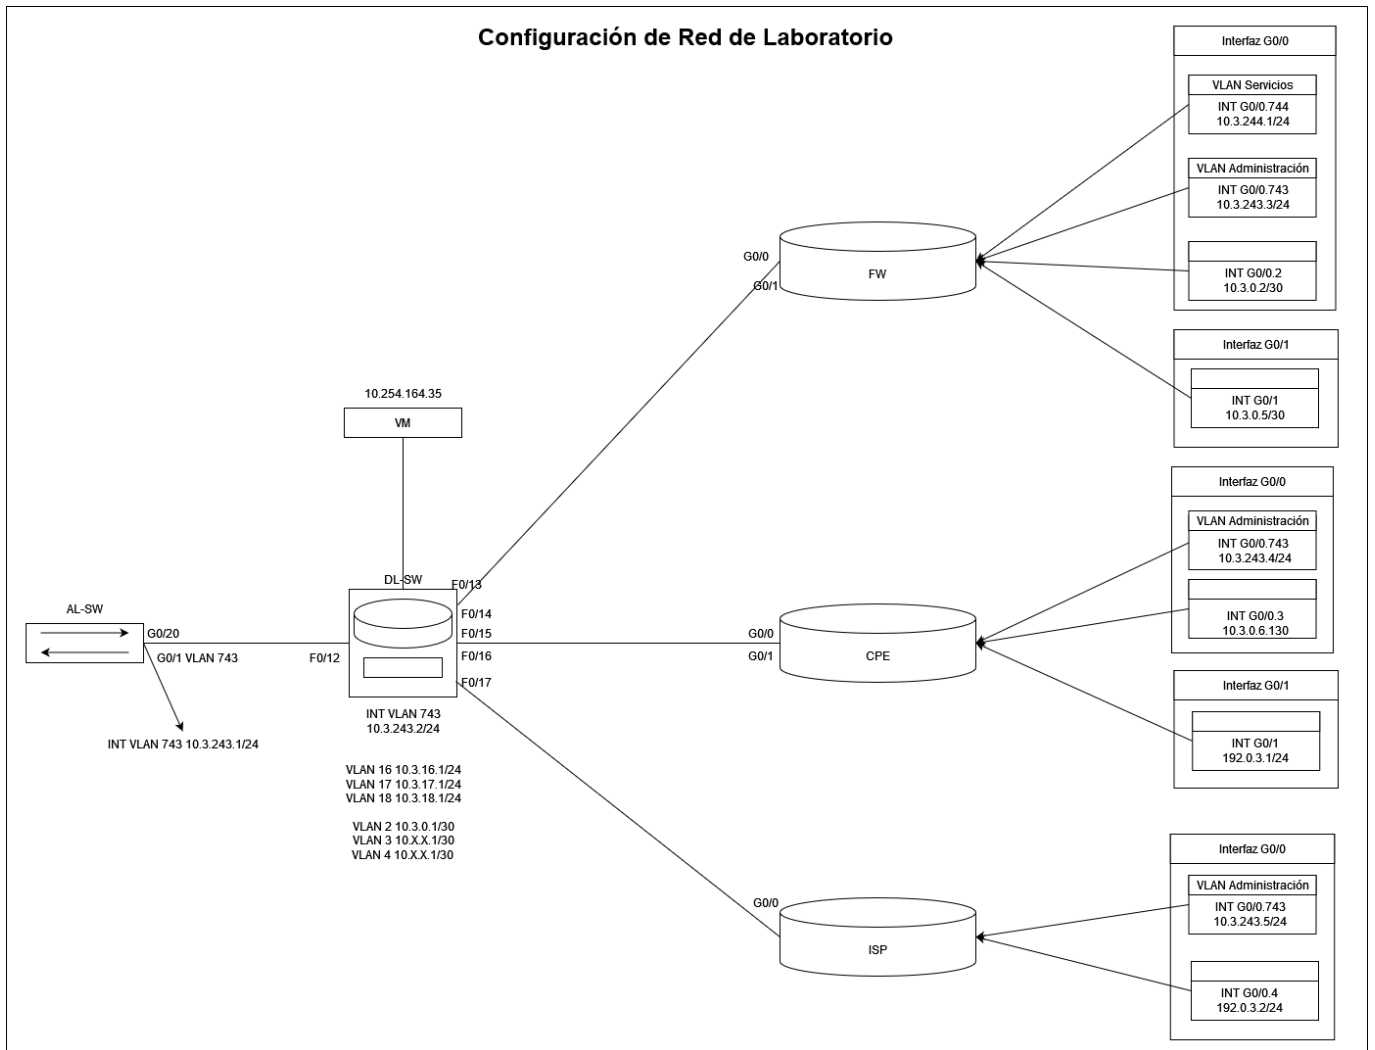 Configuración de Red de Laboratorio
Interfaz G0/0
VLAN Servicios
INT G0/0.744
10.3.244.1/24
VLAN Administración
INT G0/0.743
10.3.243.3/24
INT G0/0.2
10.3.0.2/30
G0/0
G0/1
FW
Interfaz G0/1
INT G0/1
10.3.0.5/30
10.254.164.35
VM
Interfaz G0/0
VLAN Administración
INT G0/0.743
10.3.243.4/24
INT G0/0.3
10.3.0.6.130
DL-SW
F0/13
F0/14
F0/15
F0/16
F0/17
AL-SW
G0/20
G0/1 VLAN 743
F0/12
G0/0
G0/1
CPE
INT VLAN 743
10.3.243.2/24
INT VLAN 743 10.3.243.1/24
Interfaz G0/1
INT G0/1
192.0.3.1/24
VLAN 16 10.3.16.1/24
VLAN 17 10.3.17.1/24
VLAN 18 10.3.18.1/24
VLAN 2 10.3.0.1/30
VLAN 3 10.X.X.1/30
VLAN 4 10.X.X.1/30
G0/0
ISP
Interfaz G0/0
VLAN Administración
INT G0/0.743
10.3.243.5/24
INT G0/0.4
192.0.3.2/24